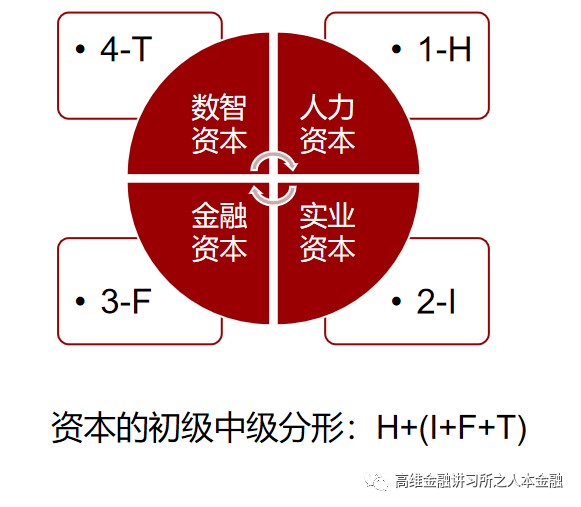 • 4-T
• 1-H
数智
资本
人力
资本
金融
资本
实业
资本
• 3-F
• 2-I
资本的初级中级分形：H+(I+F+T)
高维金融讲习所之人本金融